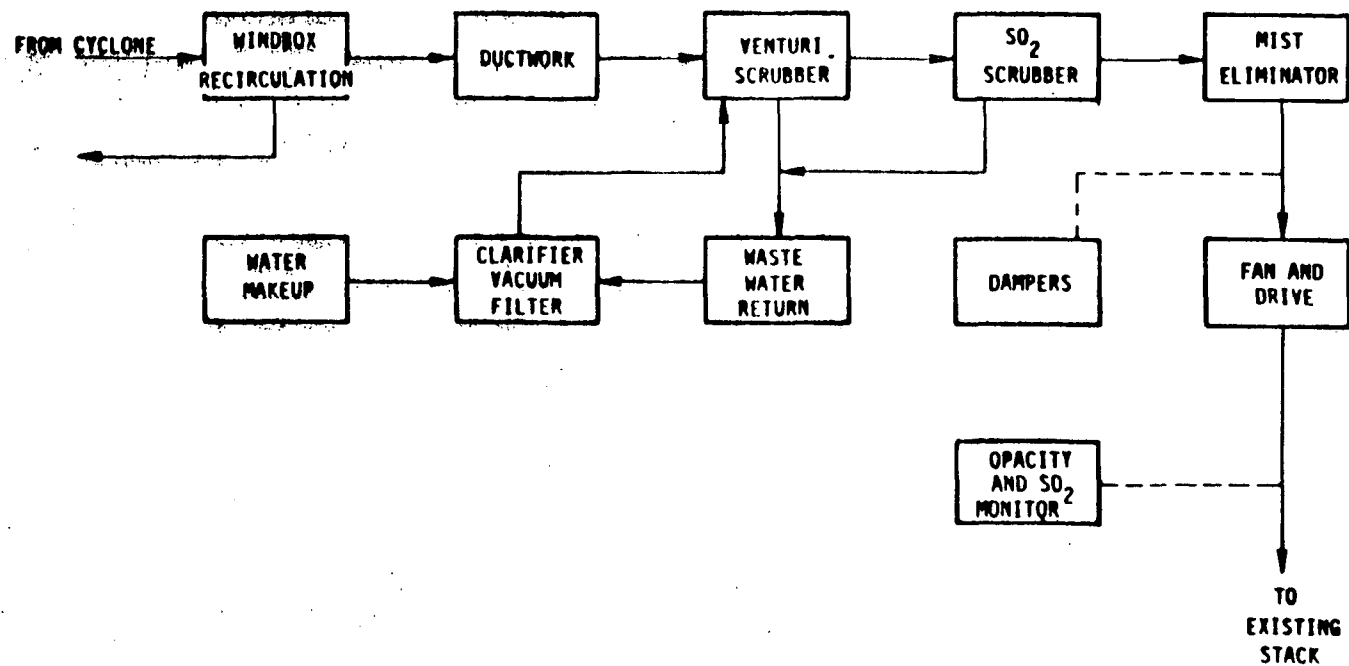 FROM CYCLONE
WINDBOX
RECIRCULATION
DUCTWORK
VENTURI
SCRUBBER
SO2
SCRUBBER
MIST
ELIMINATOR
WATER
MAKEUP
CLARIFIER
VACUUM
FILTER
WASTE
WATER
RETURN
DAMPERS
FAN AND
DRIVE
OPACITY
AND SO2
MONITOR
TO
EXISTING
STACK